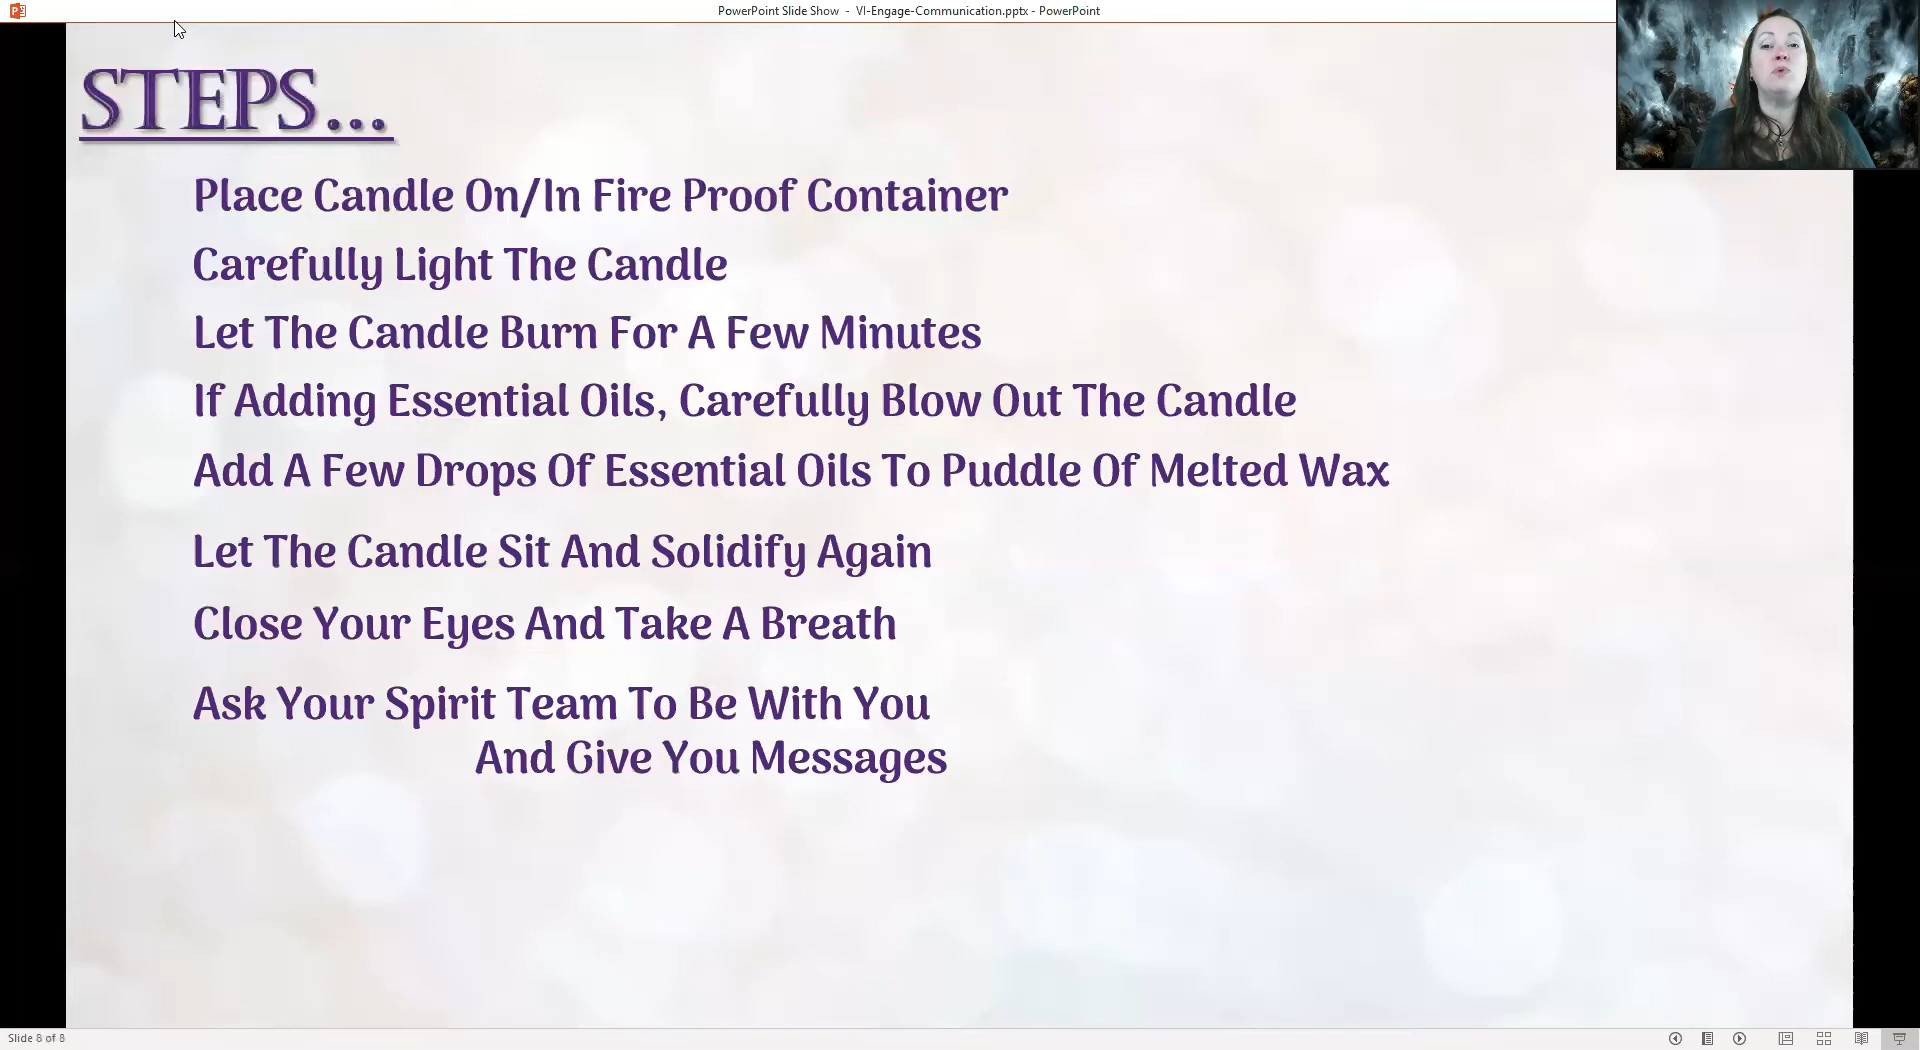 PowerPoint Slide Show - VI-Engage-Communication.pptx - PowerPoint
STEPS...
Place Candle On/In Fire Proof Container
Carefully Light The Candle
Let The Candle Burn For A Few Minutes
If Adding Essential Oils, Carefully Blow Out The Candle
Add A Few Drops Of Essential Oils To Puddle Of Melted Wax
Let The Candle Sit And Solidify Again
Close Your Eyes And Take A Breath
Ask Your Spirit Team To Be With You
And Give You Messages
Slide 8 of 8